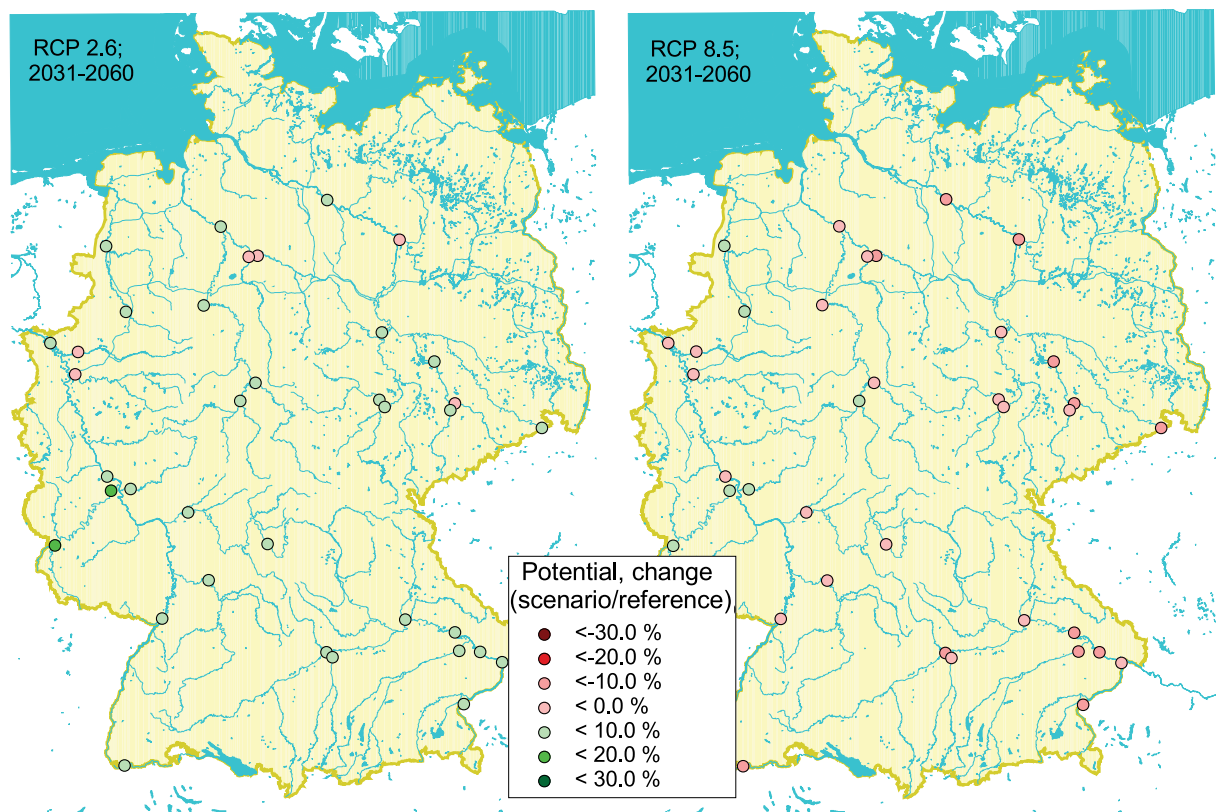 RCP 2.6;
2031-2060
RCP 8.5;
2031-2060
Potential, change
(scenario/reference),
<-30.0 %
<-20.0 %
<-10.0 %
< 0.0 %
< 10.0 %
< 20.0 %
< 30.0 %